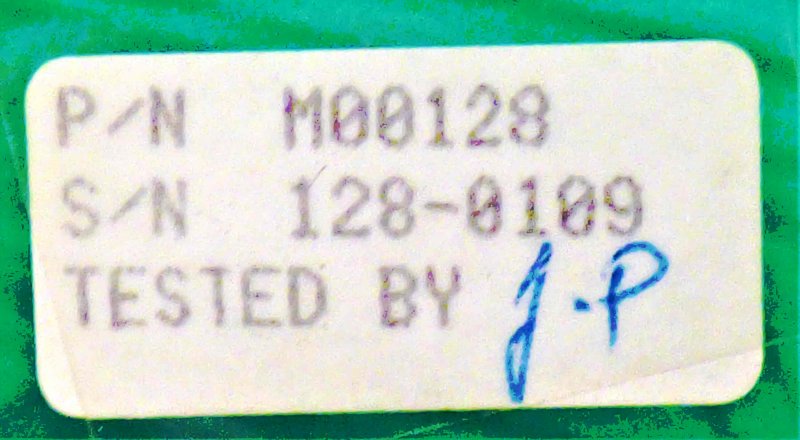 P/N M00128
S/N 128-0109
TESTED BY J.P